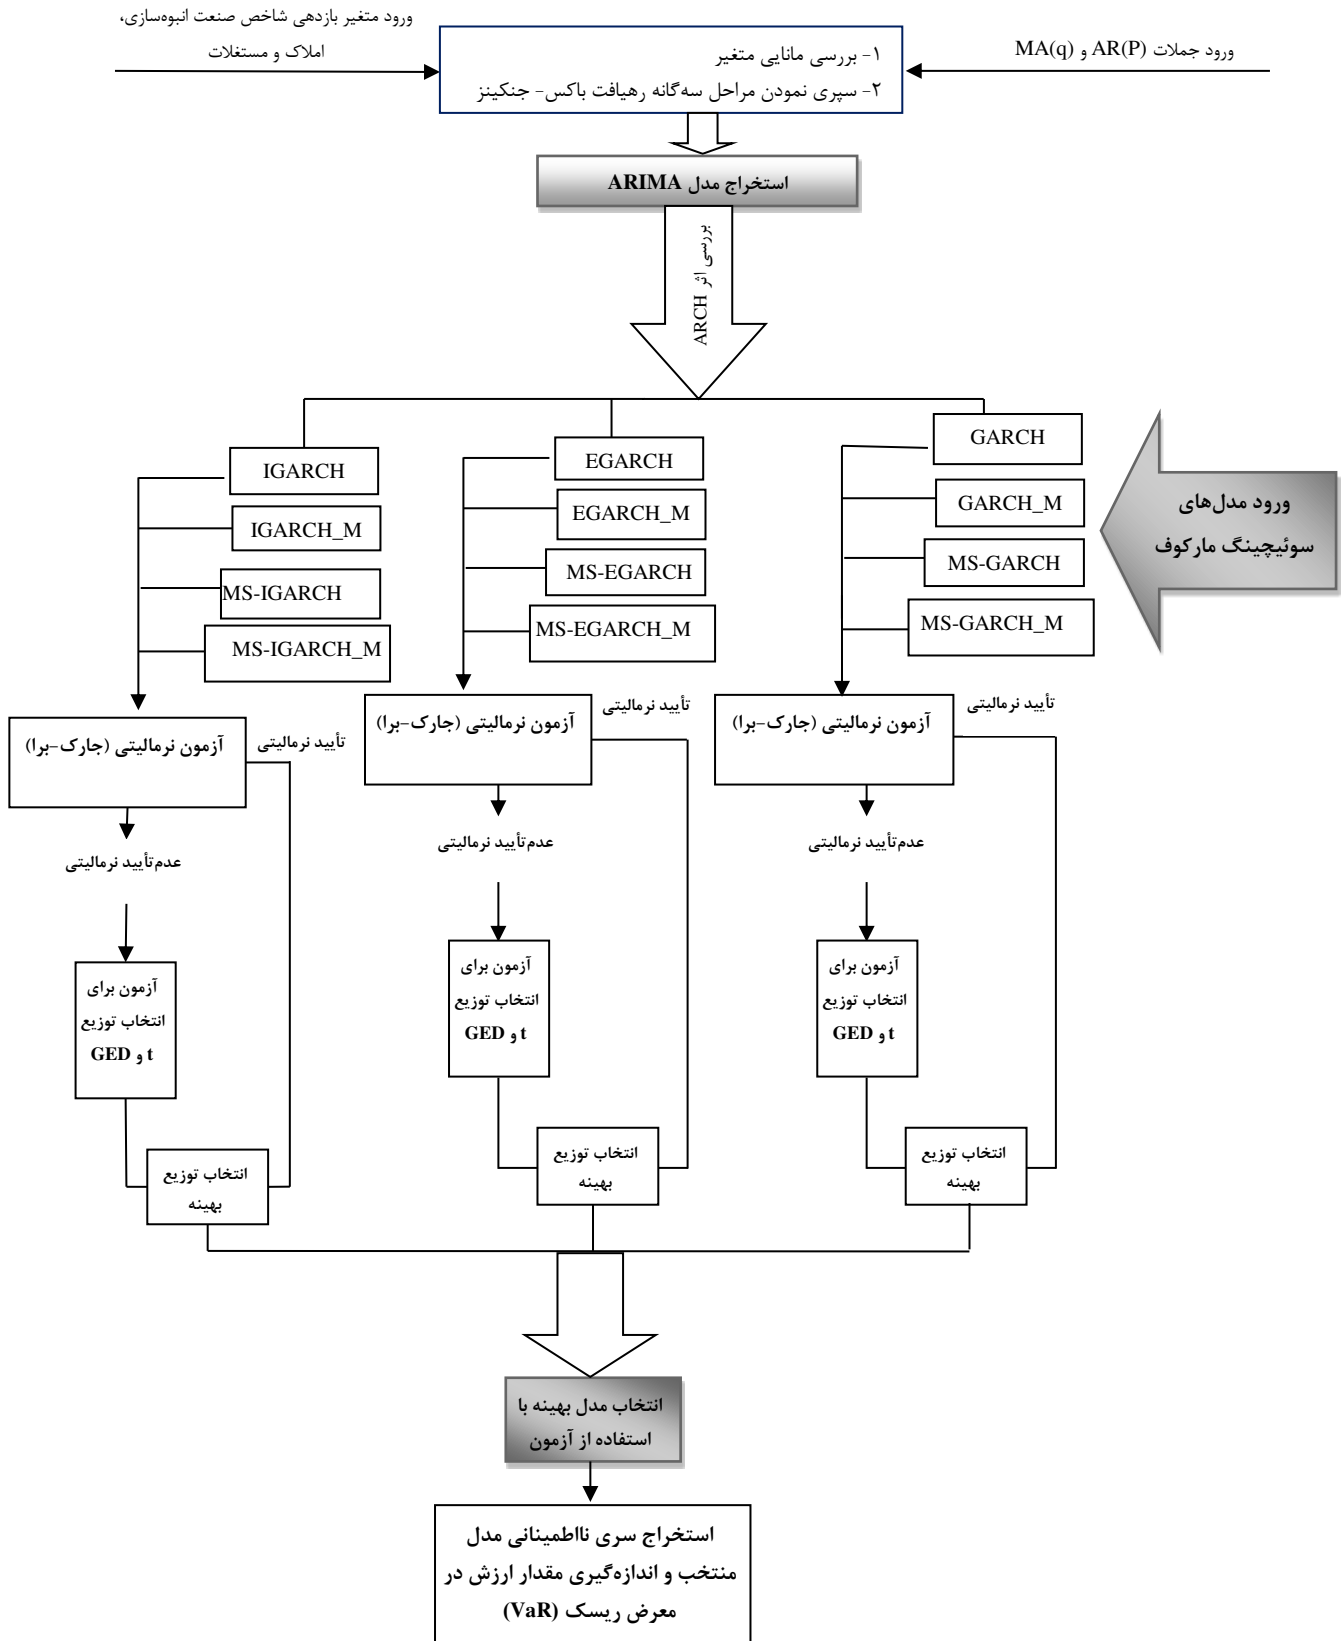 ورود متغیر بازدهی شاخص صنعت انبوه‌سازی،
املاک و مستغلات
۱- بررسی مانایی متغیر
۲- سپری نمودن مراحل سه‌گانه رهیافت باکس- جنکینز
ورود جملات AR(P) و MA(q)
استخراج مدل ARIMA
بررسی اثر ARCH
GARCH
GARCH_M
MS-GARCH
MS-GARCH_M
EGARCH
EGARCH_M
MS-EGARCH
MS-EGARCH_M
IGARCH
IGARCH_M
MS-IGARCH
MS-IGARCH_M
ورود مدل‌های
سوئیچینگ مارکوف
آزمون نرمالیتی (جارک-برا)
تأیید نرمالیتی
آزمون نرمالیتی (جارک-برا)
تأیید نرمالیتی
آزمون نرمالیتی (جارک-برا)
تأیید نرمالیتی
عدم‌تأیید نرمالیتی
عدم‌تأیید نرمالیتی
عدم‌تأیید نرمالیتی
آزمون برای
انتخاب توزیع
t و GED
آزمون برای
انتخاب توزیع
t و GED
آزمون برای
انتخاب توزیع
t و GED
انتخاب توزیع
بهینه
انتخاب توزیع
بهینه
انتخاب توزیع
بهینه
انتخاب مدل بهینه با
استفاده از آزمون
استخراج سری نااطمینانی مدل
منتخب و اندازه‌گیری مقدار ارزش در
معرض ریسک (VaR)